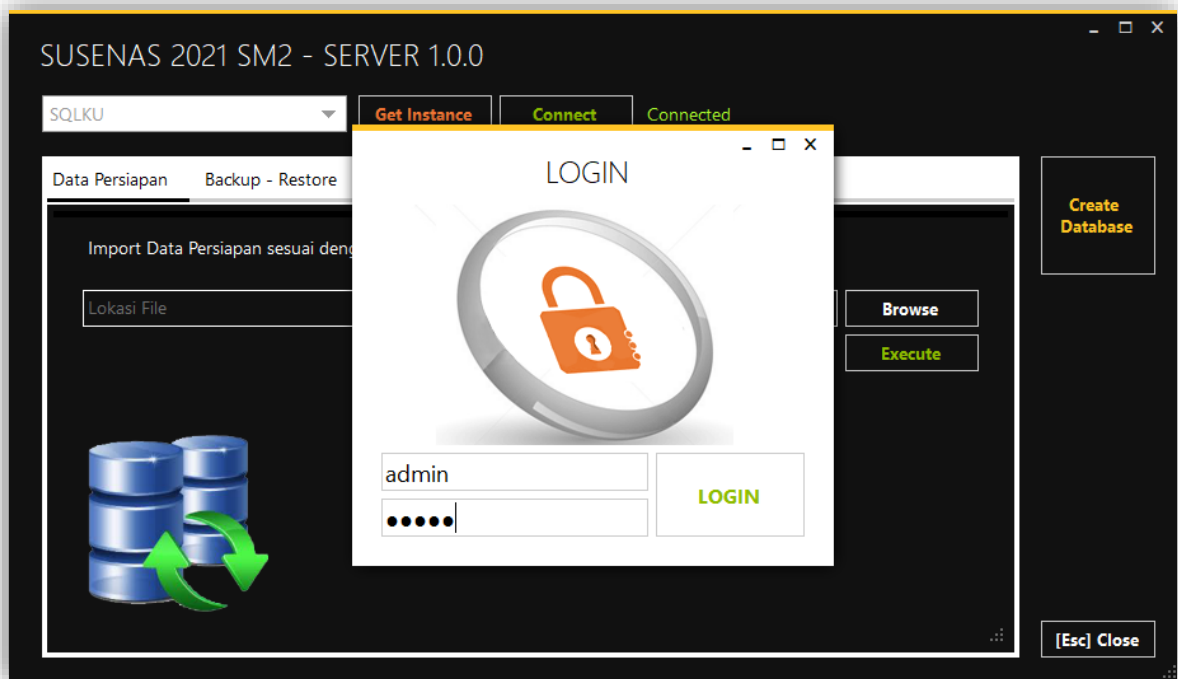 SUSENAS 2021 SM2 - SERVER 1.0.0
SQLKU
Get Instance
Connect
Connected
LOGIN
Data Persiapan
Backup - Restore
Create
Database
Import Data Persiapan sesuai
Lokasi File
Browse
Execute
admin
•••••
LOGIN
[Esc] Close